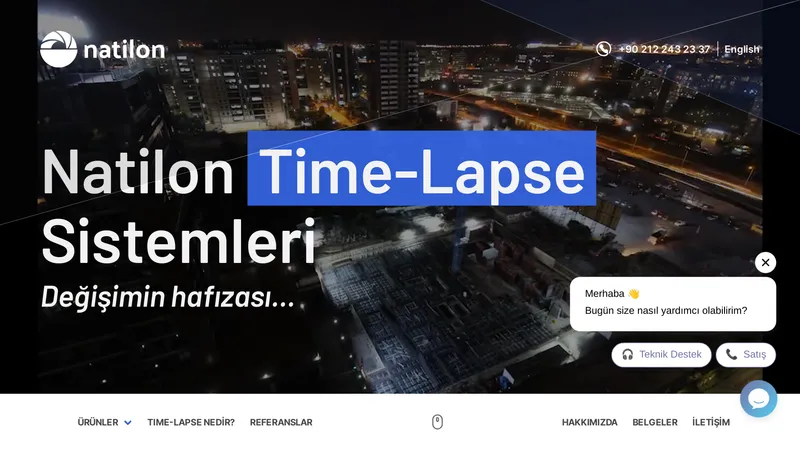 natilon
+90 212 243 23 37 English
Natilon Time-Lapse
Sistemleri
Değişimin hafızası...
Merhaba 👋
Bugün size nasıl yardımcı olabilirim?
🎧 Teknik Destek 📞 Satış
ÜRÜNLER TIME-LAPSE NEDİR? REFERANSLAR HAKKIMIZDA BELGELER İLETİŞİM